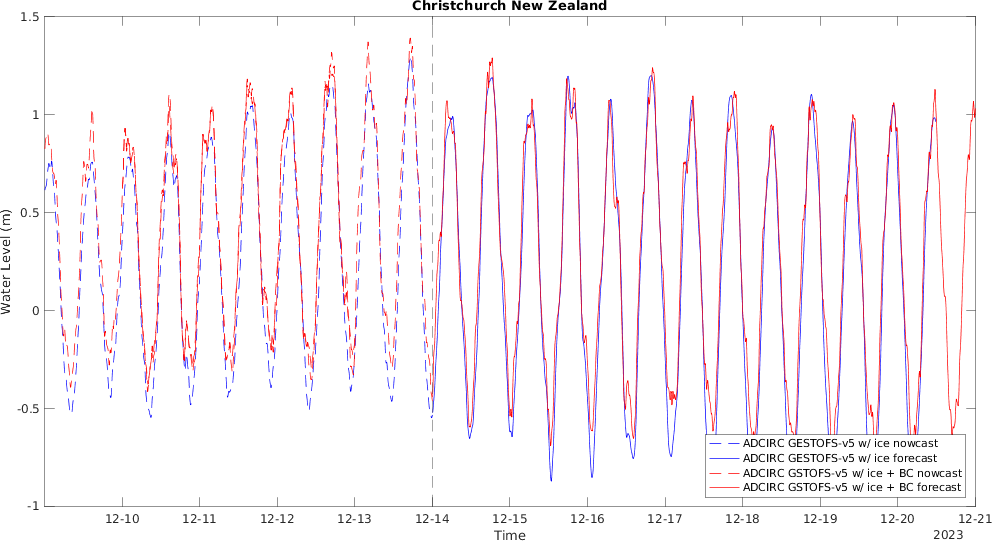 Christchurch New Zealand
1.5
1
0.5
0
-0.5
-1
Water Level (m)
ADCIRC GESTOFS-v5 w/ ice nowcast
ADCIRC GESTOFS-v5 w/ ice forecast
ADCIRC GSTOFS-v5 w/ ice + BC nowcast
ADCIRC GSTOFS-v5 w/ ice + BC forecast
12-10 12-11 12-12 12-13 12-14 12-15 12-16 12-17 12-18 12-19 12-20 12-21
Time
2023